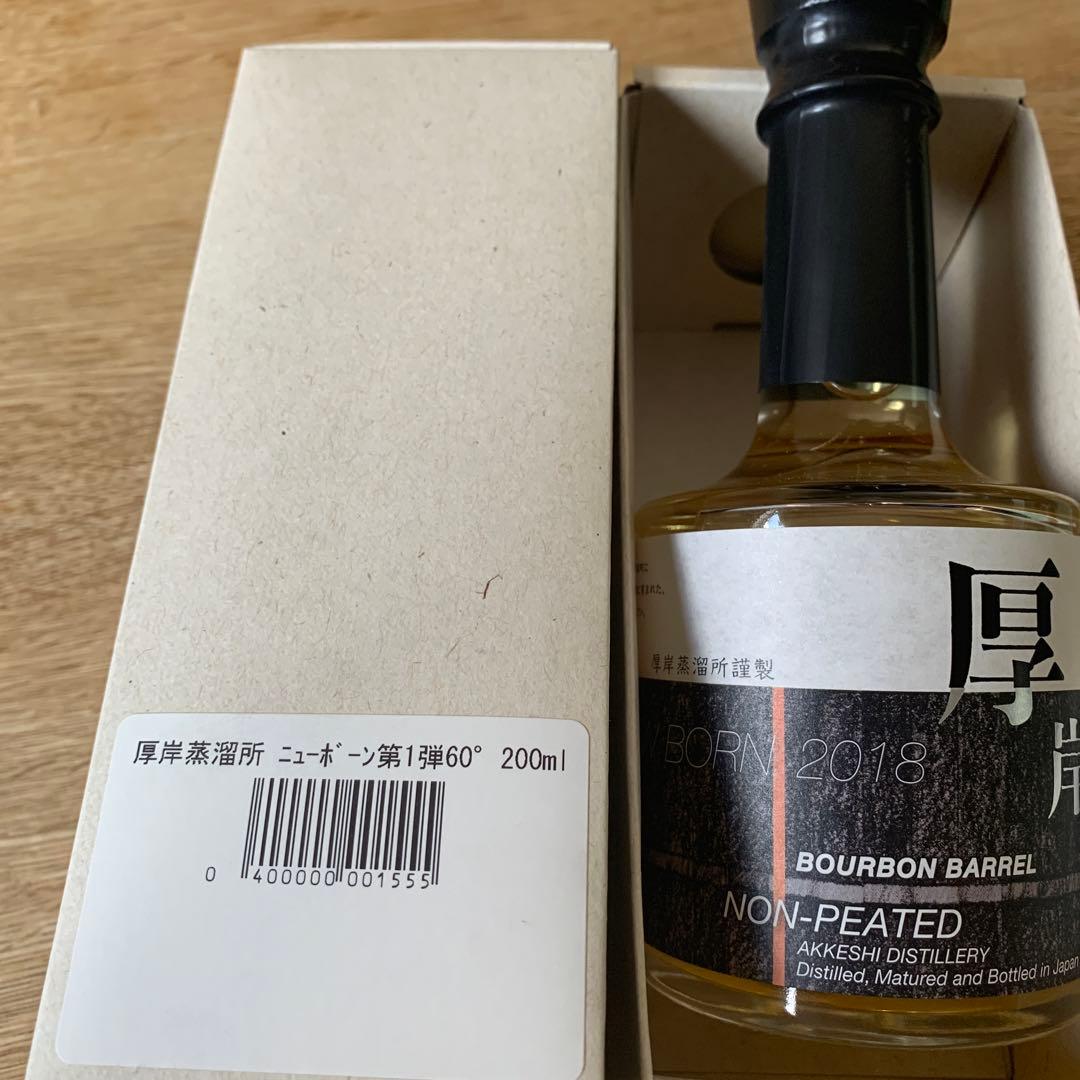 厚岸蒸溜所 ﾆｭｰﾎﾞｰﾝ第1弾60° 200ml
0 400000 001555
厚岸
厚岸蒸溜所謹製
BORN 2018
BOURBON BARREL
NON-PEATED
AKKESHI DISTILLERY
Distilled, Matured and Bottled in Japan